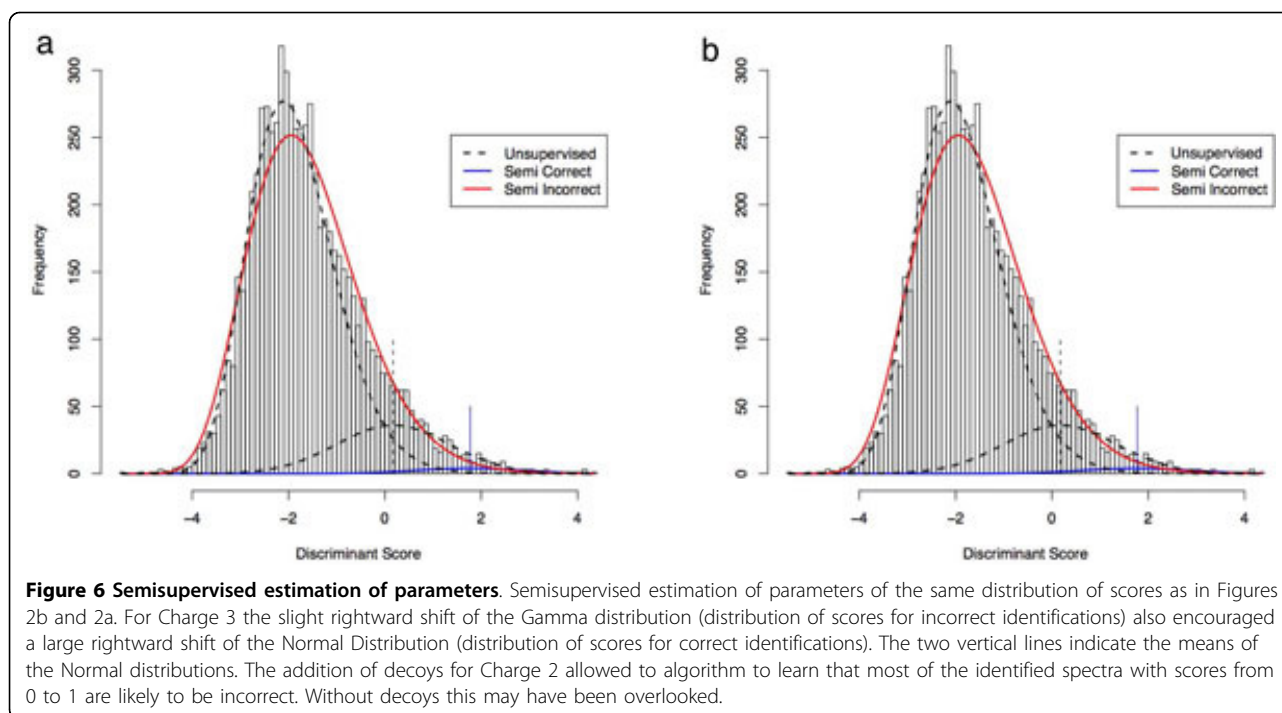 a
300
250
200
150
100
50
0
Frequency
-4 -2 0 2 4
Discriminant Score
Unsupervised
Semi Correct
Semi Incorrect
b
300
250
200
150
100
50
0
Frequency
-4 -2 0 2 4
Discriminant Score
Unsupervised
Semi Correct
Semi Incorrect
Figure 6 Semisupervised estimation of parameters. Semisupervised estimation of parameters of the same distribution of scores as in Figures
2b and 2a. For Charge 3 the slight rightward shift of the Gamma distribution (distribution of scores for incorrect identifications) also encouraged
a large rightward shift of the Normal Distribution (distribution of scores for correct identifications). The two vertical lines indicate the means of
the Normal distributions. The addition of decoys for Charge 2 allowed to algorithm to learn that most of the identified spectra with scores from
0 to 1 are likely to be incorrect. Without decoys this may have been overlooked.